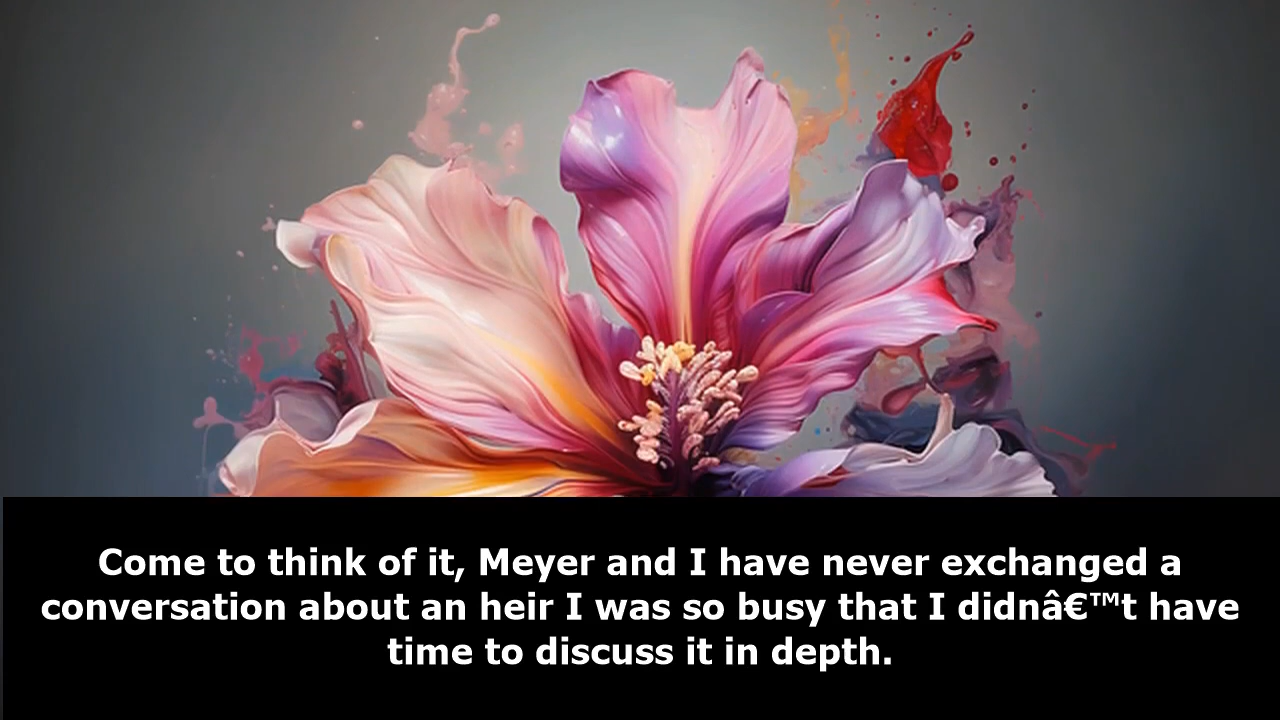 Come to think of it, Meyer and I have never exchanged a
conversation about an heir I was so busy that I didnâ€™t have
time to discuss it in depth.